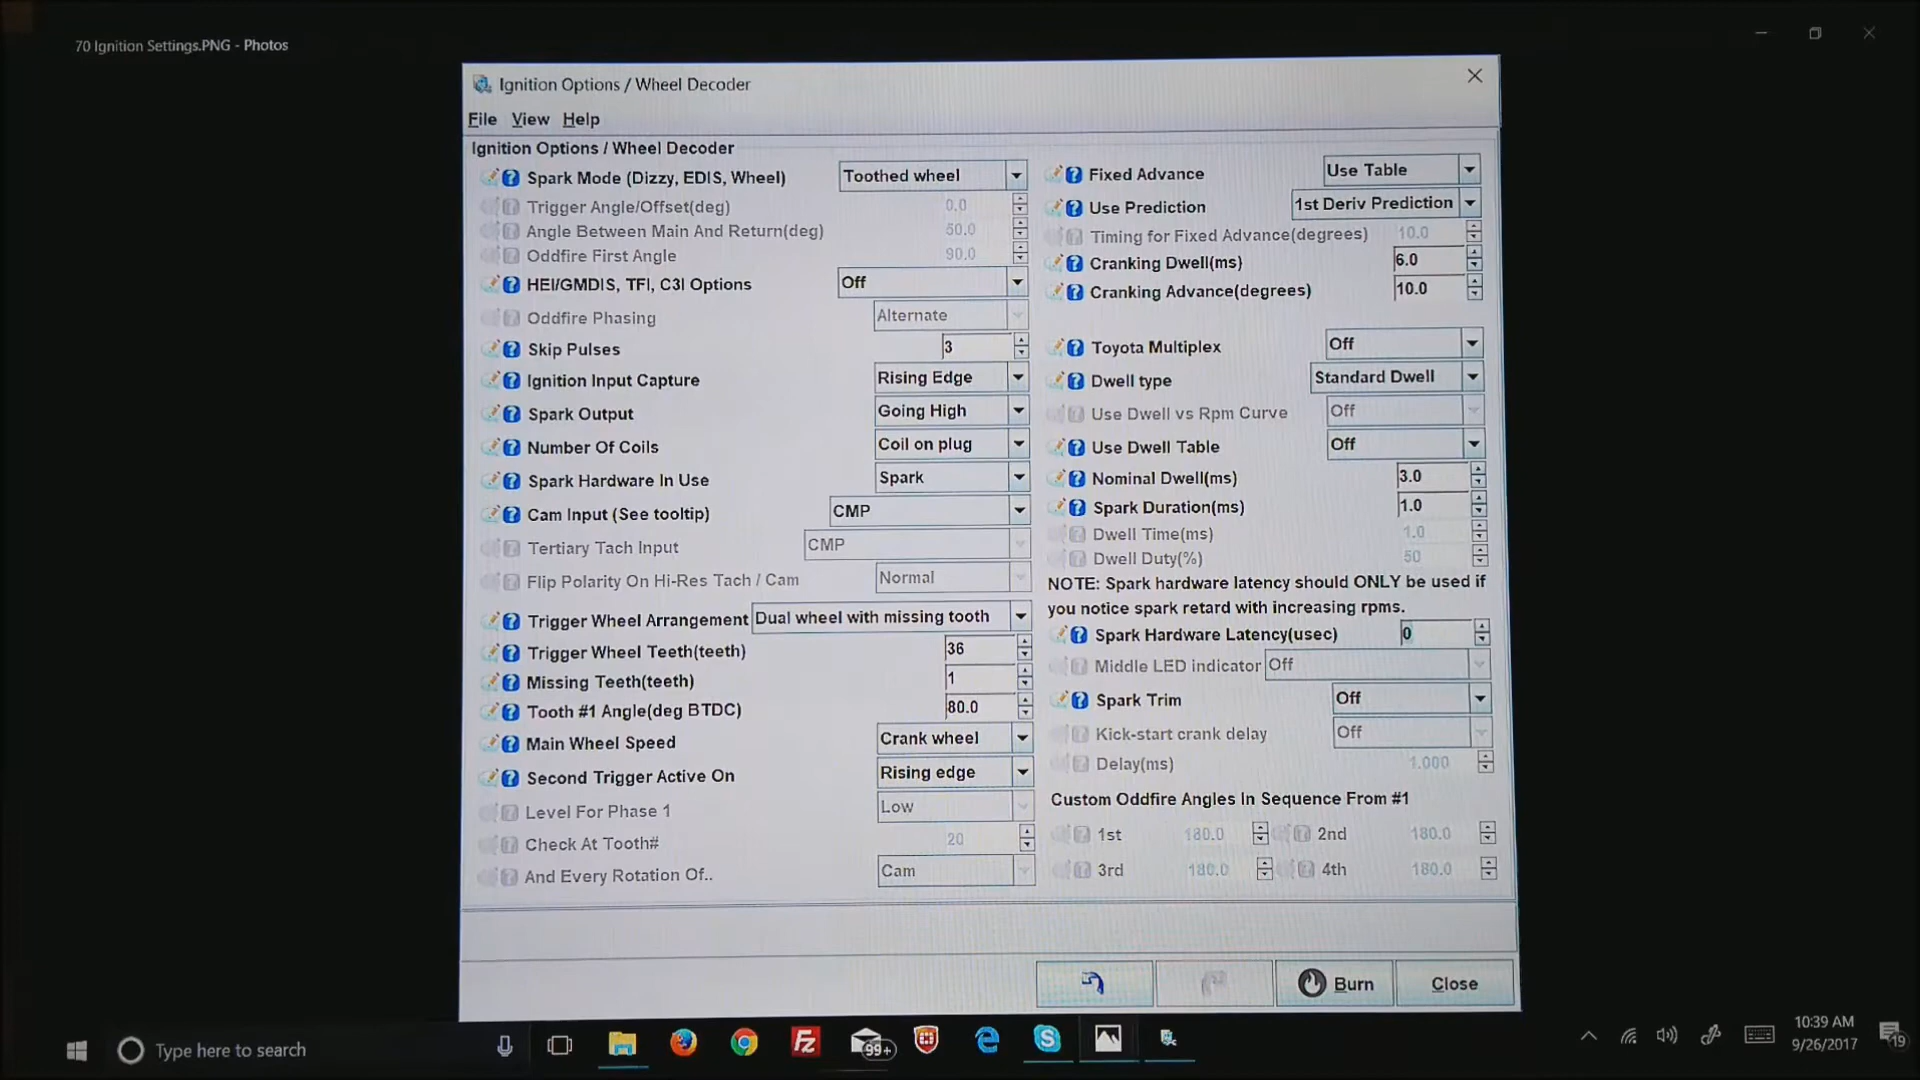 70 Ignition Settings.PNG - Photos
Ignition Options / Wheel Decoder
File View Help
Ignition Options / Wheel Decoder
Spark Mode (Dizzy, EDIS, Wheel) Toothed wheel
Trigger Angle/Offset(deg) 0.0
Angle Between Main And Return(deg) 50.0
Oddfire First Angle 90.0
HEI/GMDIS, TFI, C3I Options Off
Oddfire Phasing Alternate
Skip Pulses 3
Ignition Input Capture Rising Edge
Spark Output Going High
Number Of Coils Coil on plug
Spark Hardware In Use Spark
Cam Input (See tooltip) CMP
Tertiary Tach Input CMP
Flip Polarity On Hi-Res Tach / Cam Normal
Trigger Wheel Arrangement Dual wheel with missing tooth
Trigger Wheel Teeth(teeth) 36
Missing Teeth(teeth) 1
Tooth #1 Angle(deg BTDC) 80.0
Main Wheel Speed Crank wheel
Second Trigger Active On Rising edge
Level For Phase 1 Low
Check At Tooth# 20
And Every Rotation Of.. Cam
Fixed Advance Use Table
Use Prediction 1st Deriv Prediction
Timing for Fixed Advance(degrees) 10.0
Cranking Dwell(ms) 6.0
Cranking Advance(degrees) 10.0
Toyota Multiplex Off
Dwell type Standard Dwell
Use Dwell vs Rpm Curve Off
Use Dwell Table Off
Nominal Dwell(ms) 3.0
Spark Duration(ms) 1.0
Dwell Time(ms) 1.0
Dwell Duty(%) 50
NOTE: Spark hardware latency should ONLY be used if
you notice spark retard with increasing rpms.
Spark Hardware Latency(usec) 0
Middle LED indicator Off
Spark Trim Off
Kick-start crank delay Off
Delay(ms) 1.000
Custom Oddfire Angles In Sequence From #1
1st 180.0 2nd 180.0
3rd 180.0 4th 180.0
Burn Close
Type here to search
99+
10:39 AM
9/26/2017
19